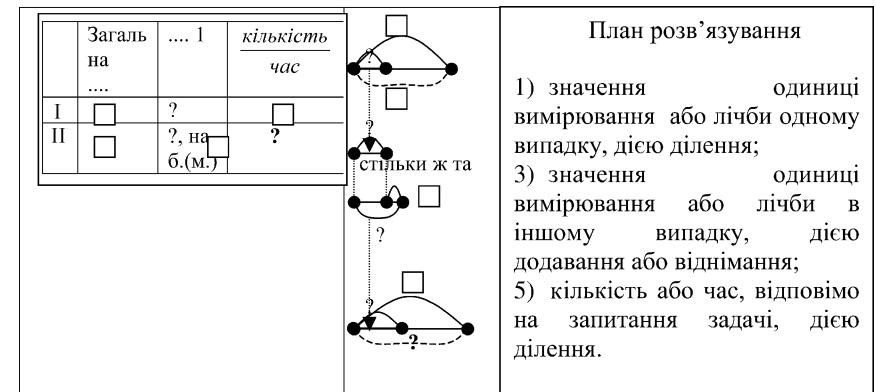 Загаль
на
....
.... 1
кількість
час
I
?
II
?, на
б.(м.)
?
?
?
стільки ж та
?
?
?
План розв’язування
1) значення одиниці
вимірювання або лічби одному
випадку, дією ділення;
3) значення одиниці
вимірювання або лічби в
іншому випадку, дією
додавання або віднімання;
5) кількість або час, відповімо
на запитання задачі, дією
ділення.